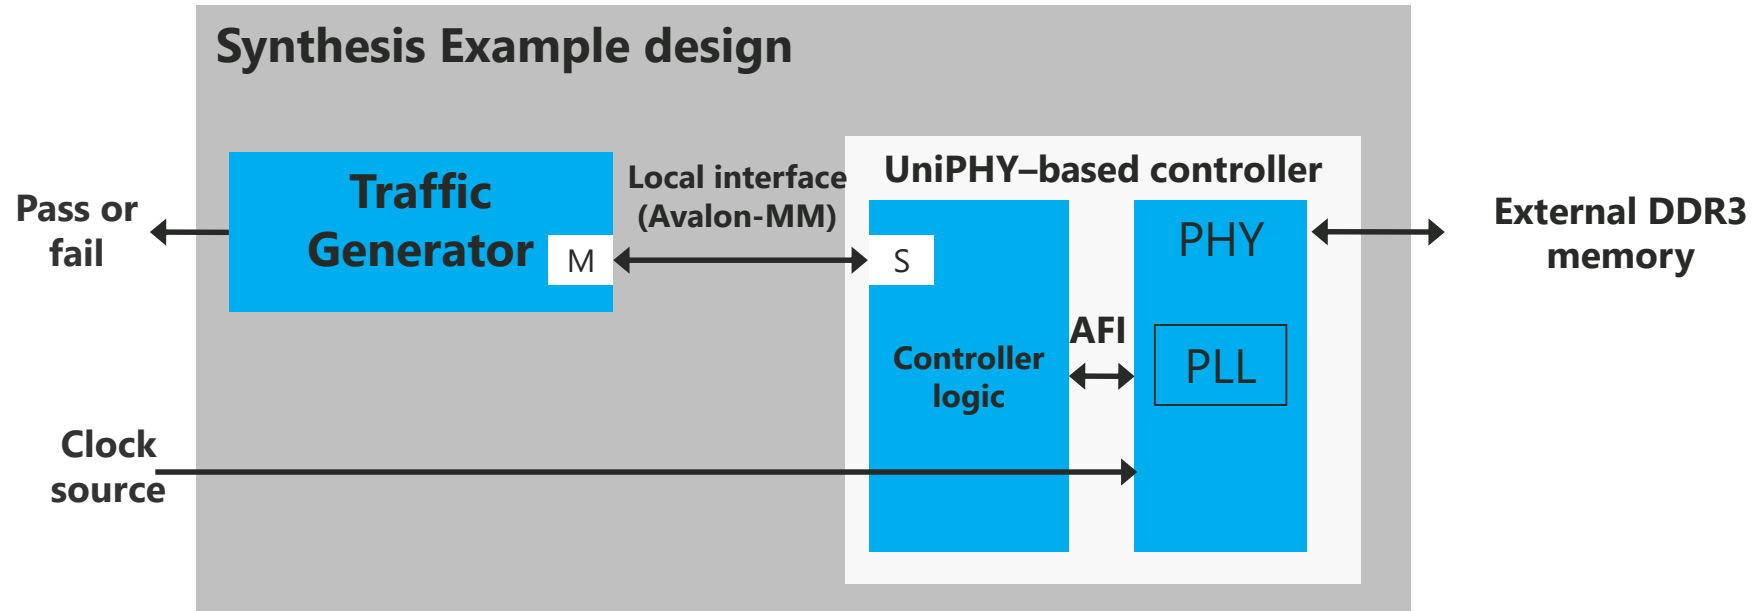 Synthesis Example design
Pass or
fail
Traffic
Generator
M
Local interface
(Avalon-MM)
UniPHY–based controller
S
Controller
logic
AFI
PHY
PLL
External DDR3
memory
Clock
source